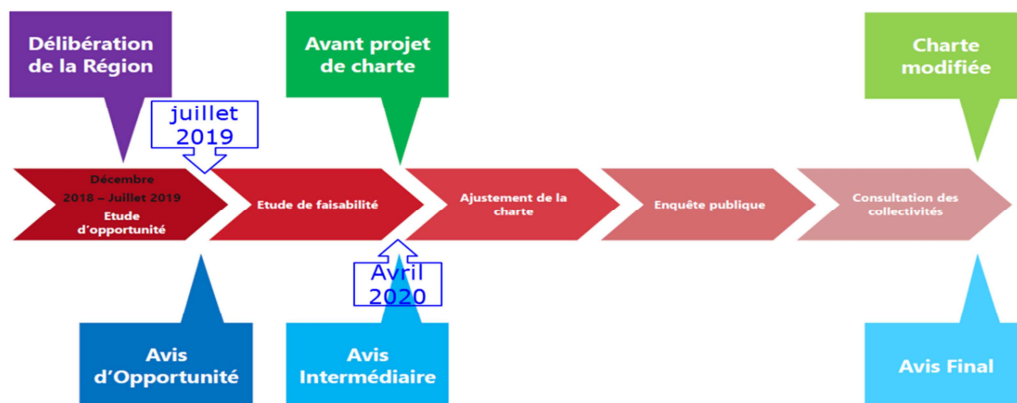 Délibération
de la Région
Avant projet
de charte
Charte
modifiée
juillet
2019
Décembre
2018 – Juillet 2019
Etude
d'opportunité
Etude de faisabilité
Ajustement de la
charte
Enquête publique
Consultation des
collectivités
Avril
2020
Avis
d'Opportunité
Avis
Intermédiaire
Avis Final